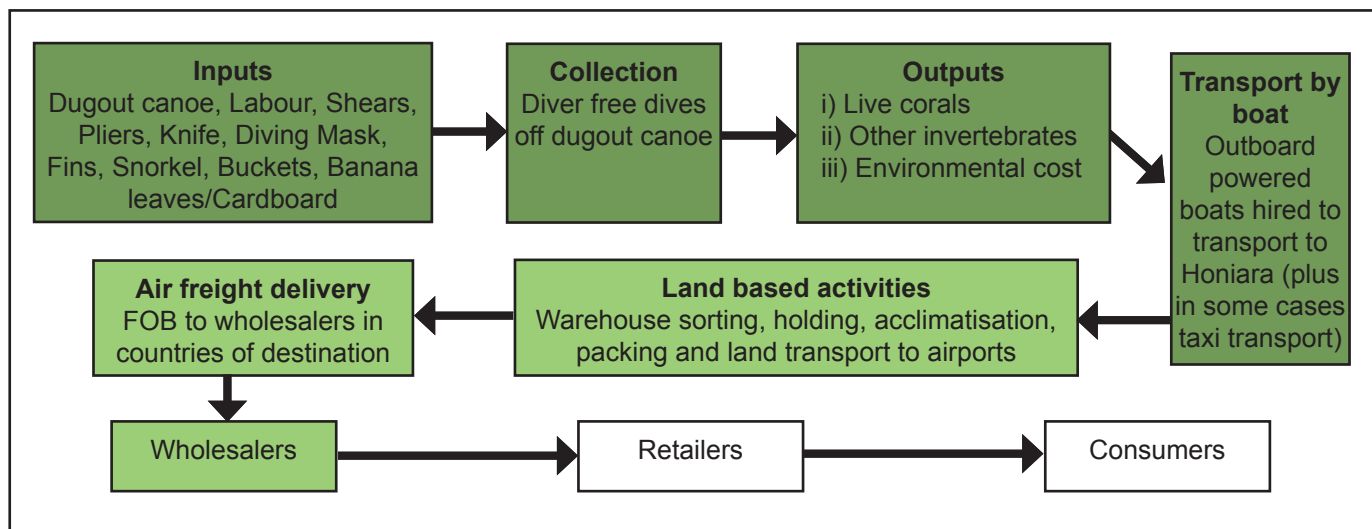 Inputs
Dugout canoe, Labour, Shears,
Pliers, Knife, Diving Mask,
Fins, Snorkel, Buckets, Banana
leaves/Cardboard
Collection
Diver free dives
off dugout canoe
Outputs
i) Live corals
ii) Other invertebrates
iii) Environmental cost
Transport by
boat
Outboard
powered
boats hired to
transport to
Honiara (plus
in some cases
taxi transport)
Land based activities
Warehouse sorting, holding, acclimatisation,
packing and land transport to airports
Air freight delivery
FOB to wholesalers in
countries of destination
Wholesalers
Retailers
Consumers